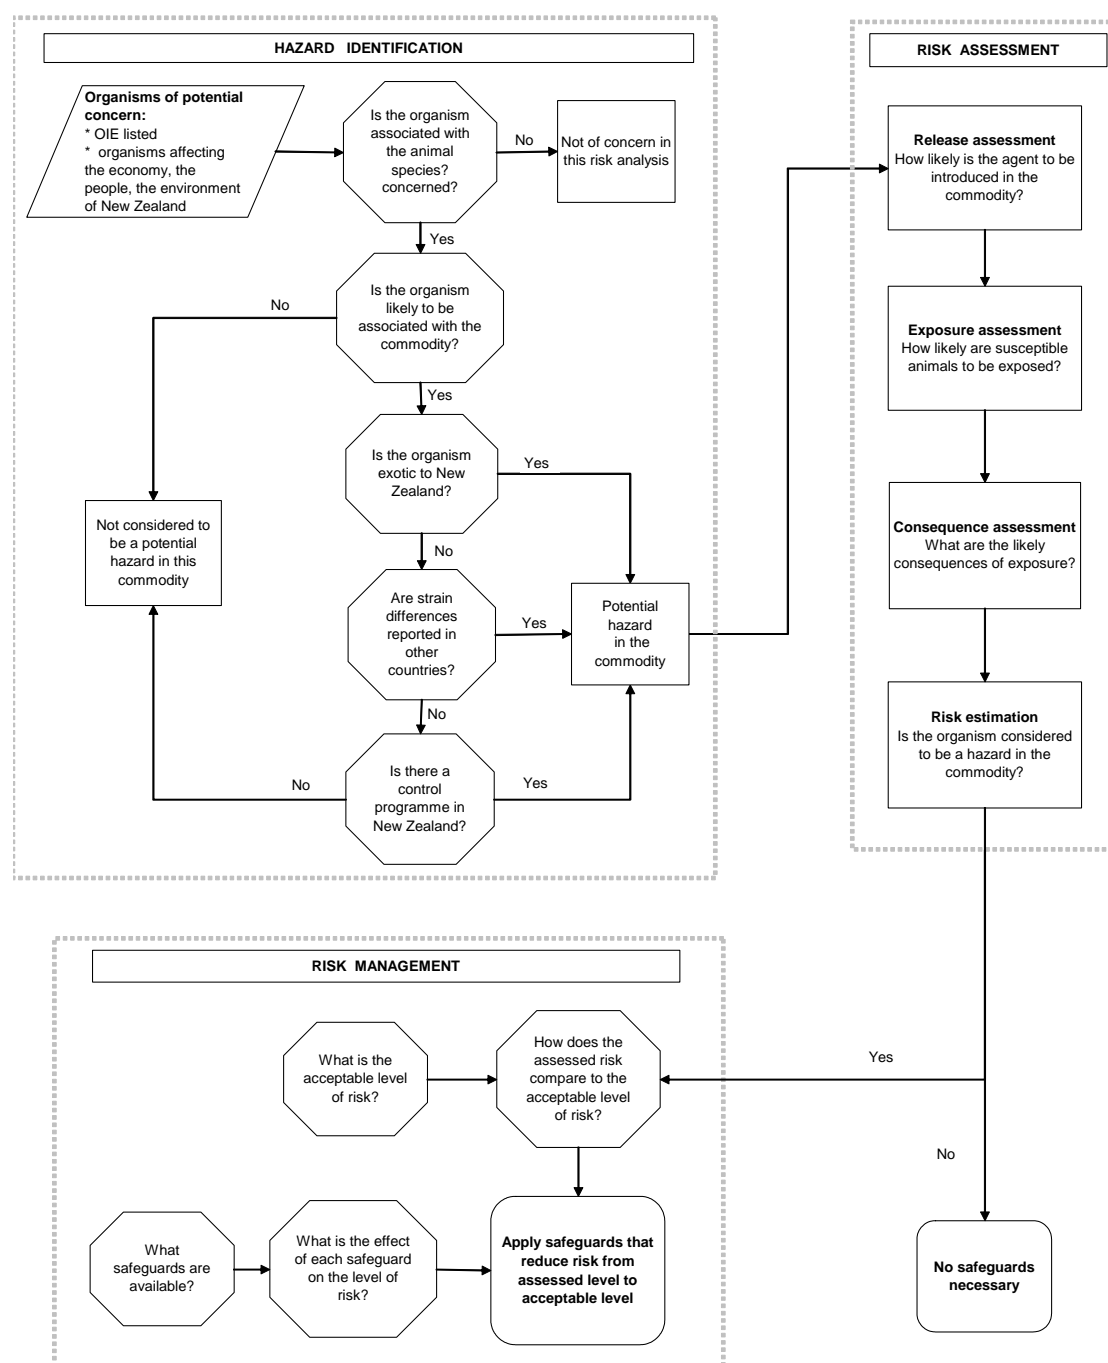 HAZARD IDENTIFICATION
Organisms of potential
concern:
* OIE listed
* organisms affecting
the economy, the
people, the environment
of New Zealand
Is the organism
associated with
the animal
species?
concerned?
No
Not of concern in
this risk analysis
Yes
Is the organism
likely to be
associated with the
commodity?
No
Yes
Is the organism
exotic to New
Zealand?
Yes
Not considered to
be a potential
hazard in this
commodity
No
Are strain
differences
reported in
other
countries?
Yes
Potential
hazard
in the
commodity
No
Is there a
control
programme in
New Zealand?
No
Yes
RISK ASSESSMENT
Release assessment
How likely is the agent to be
introduced in the
commodity?
Exposure assessment
How likely are susceptible
animals to be exposed?
Consequence assessment
What are the likely
consequences of exposure?
Risk estimation
Is the organism considered
to be a hazard in the
commodity?
RISK MANAGEMENT
What is the
acceptable level
of risk?
How does the
assessed risk
compare to the
acceptable level
of risk?
Yes
No
What
safeguards are
available?
What is the effect
of each safeguard
on the level of
risk?
Apply safeguards that
reduce risk from
assessed level to
acceptable level
No safeguards
necessary